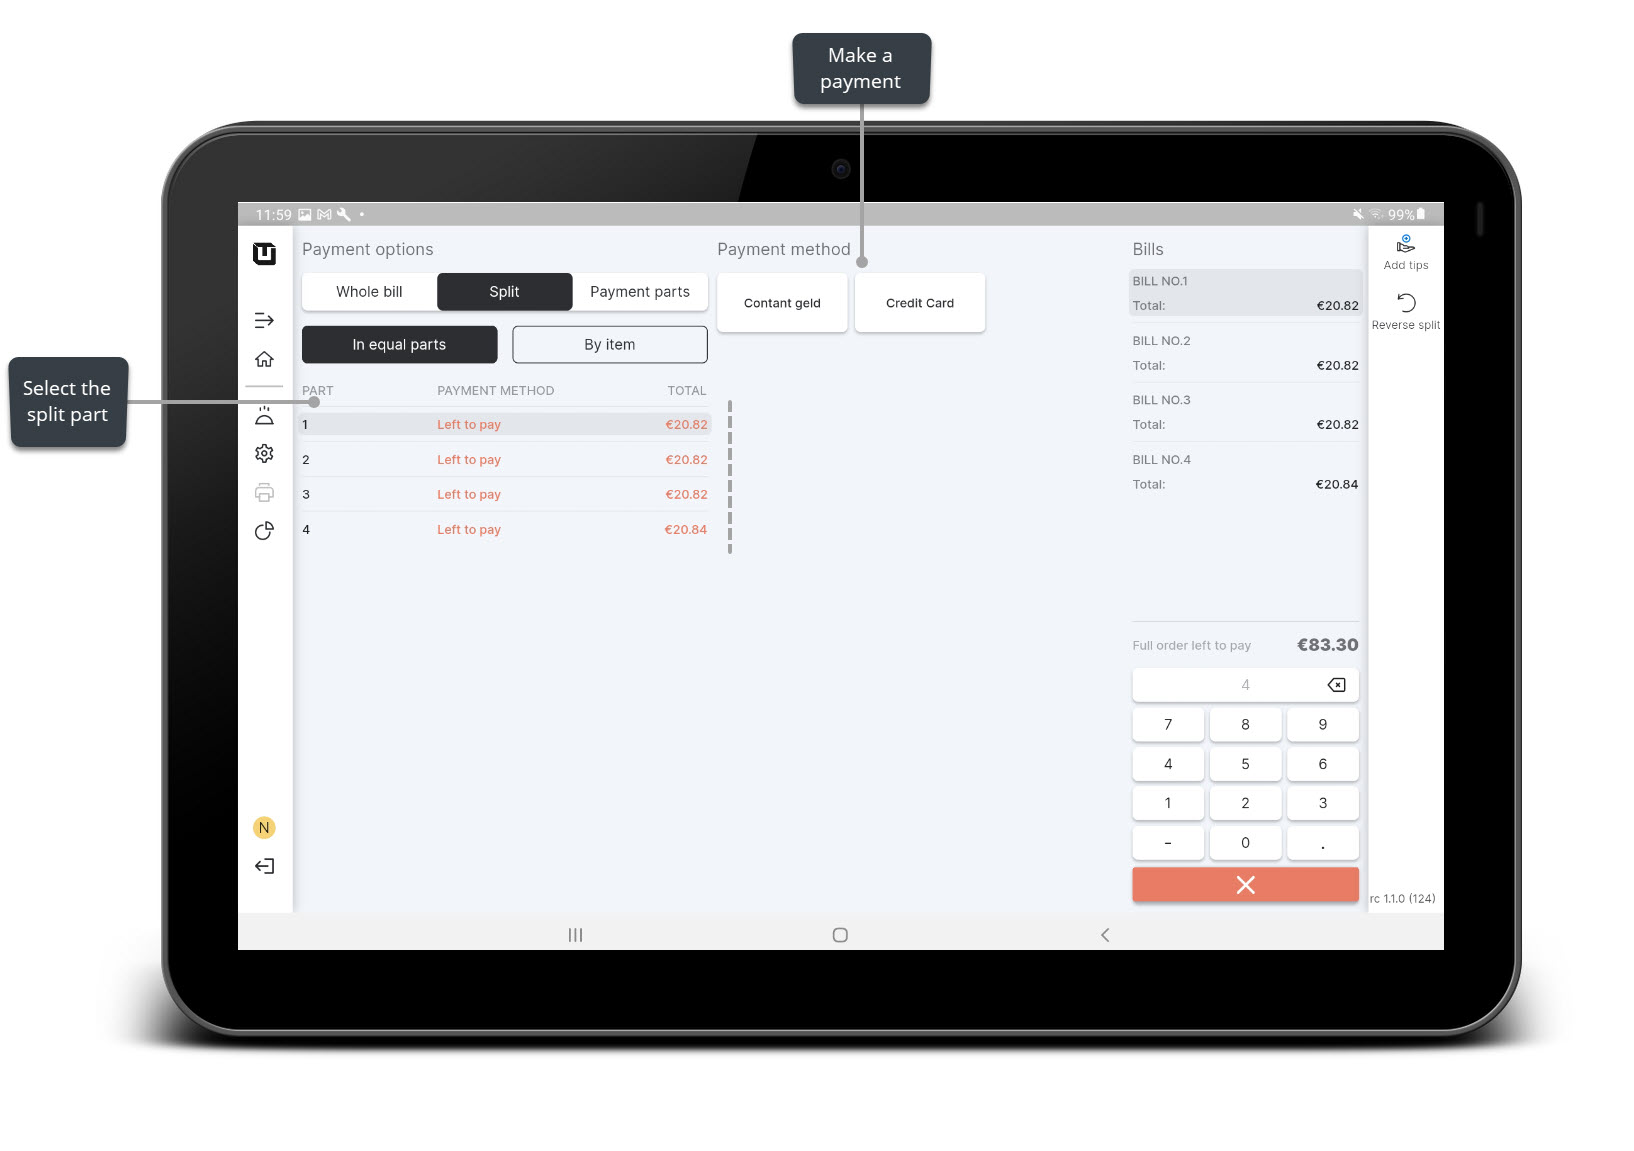 Make a
payment
11:59
99%
Payment options
Payment method
Bills
Add tips
Whole bill
Split
Payment parts
Contant geld
Credit Card
BILL NO.1
Total: €20.82
Reverse split
In equal parts
By item
BILL NO.2
Total: €20.82
Select the
split part
PART PAYMENT METHOD TOTAL
1 Left to pay €20.82
2 Left to pay €20.82
3 Left to pay €20.82
4 Left to pay €20.84
BILL NO.3
Total: €20.82
BILL NO.4
Total: €20.84
Full order left to pay €83.30
4
7 8 9
4 5 6
1 2 3
- 0 .
N
rc 1.1.0 (124)